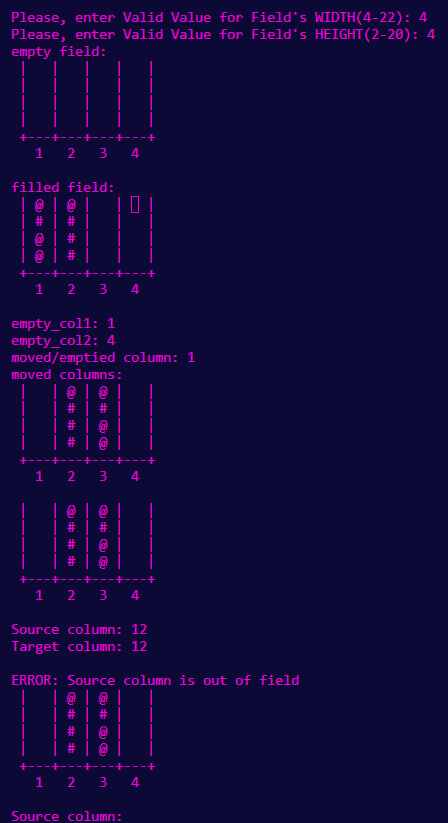 Please, enter Valid Value for Field's WIDTH(4-22): 4
Please, enter Valid Value for Field's HEIGHT(2-20): 4
empty field:
|   |   |   |   |
|   |   |   |   |
|   |   |   |   |
|   |   |   |   |
+---+---+---+---+
  1   2   3   4
filled field:
| @ | @ |   |   |
| # | # |   |   |
| @ | # |   |   |
| @ | # |   |   |
+---+---+---+---+
  1   2   3   4
empty_col1: 1
empty_col2: 4
moved/emptied column: 1
moved columns:
|   | @ | @ |   |
|   | # | # |   |
|   | # | @ |   |
|   | # | @ |   |
+---+---+---+---+
  1   2   3   4
|   | @ | @ |   |
|   | # | # |   |
|   | # | @ |   |
|   | # | @ |   |
+---+---+---+---+
  1   2   3   4
Source column: 12
Target column: 12
ERROR: Source column is out of field
|   | @ | @ |   |
|   | # | # |   |
|   | # | @ |   |
|   | # | @ |   |
+---+---+---+---+
  1   2   3   4
Source column: